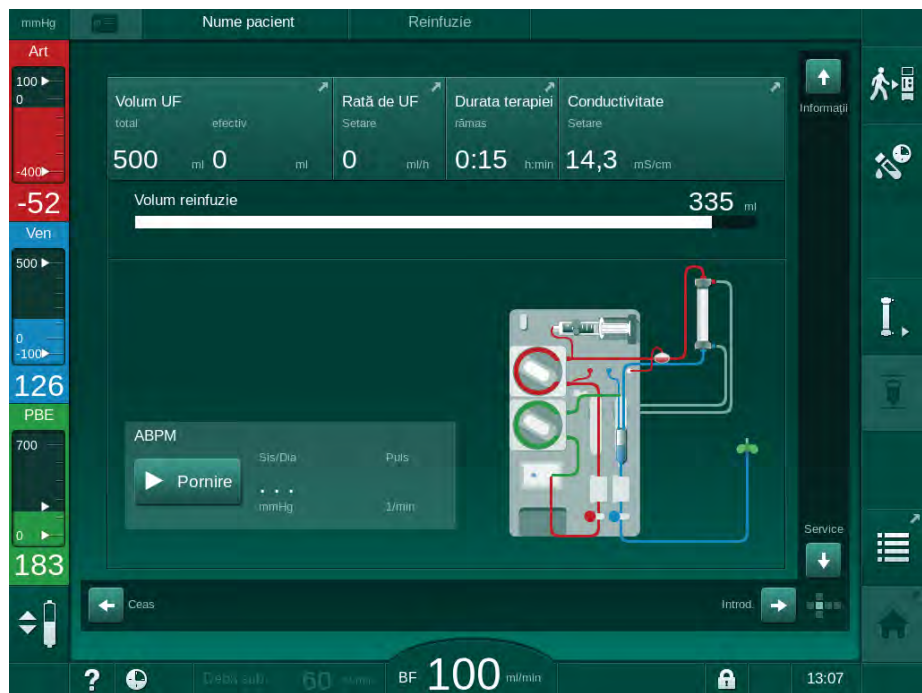 mmHg Nume pacient Reinfuzie
Art
100
0
-400
-52
Ven
500
0
-100
126
PBE
700
0
183
Volum UF
total efectiv
500 ml 0 ml
Rată de UF
Setare
0 ml/h
Durata terapiei
rămas
0:15 h:min
Conductivitate
Setare
14,3 mS/cm
Informații
Volum reinfuzie 335 ml
ABPM
Sis/Dia Puls
Pornire
. . .
mmHg 1/min
Service
Ceas Introd.
? 60 ml/min BF 100 ml/min 13:07